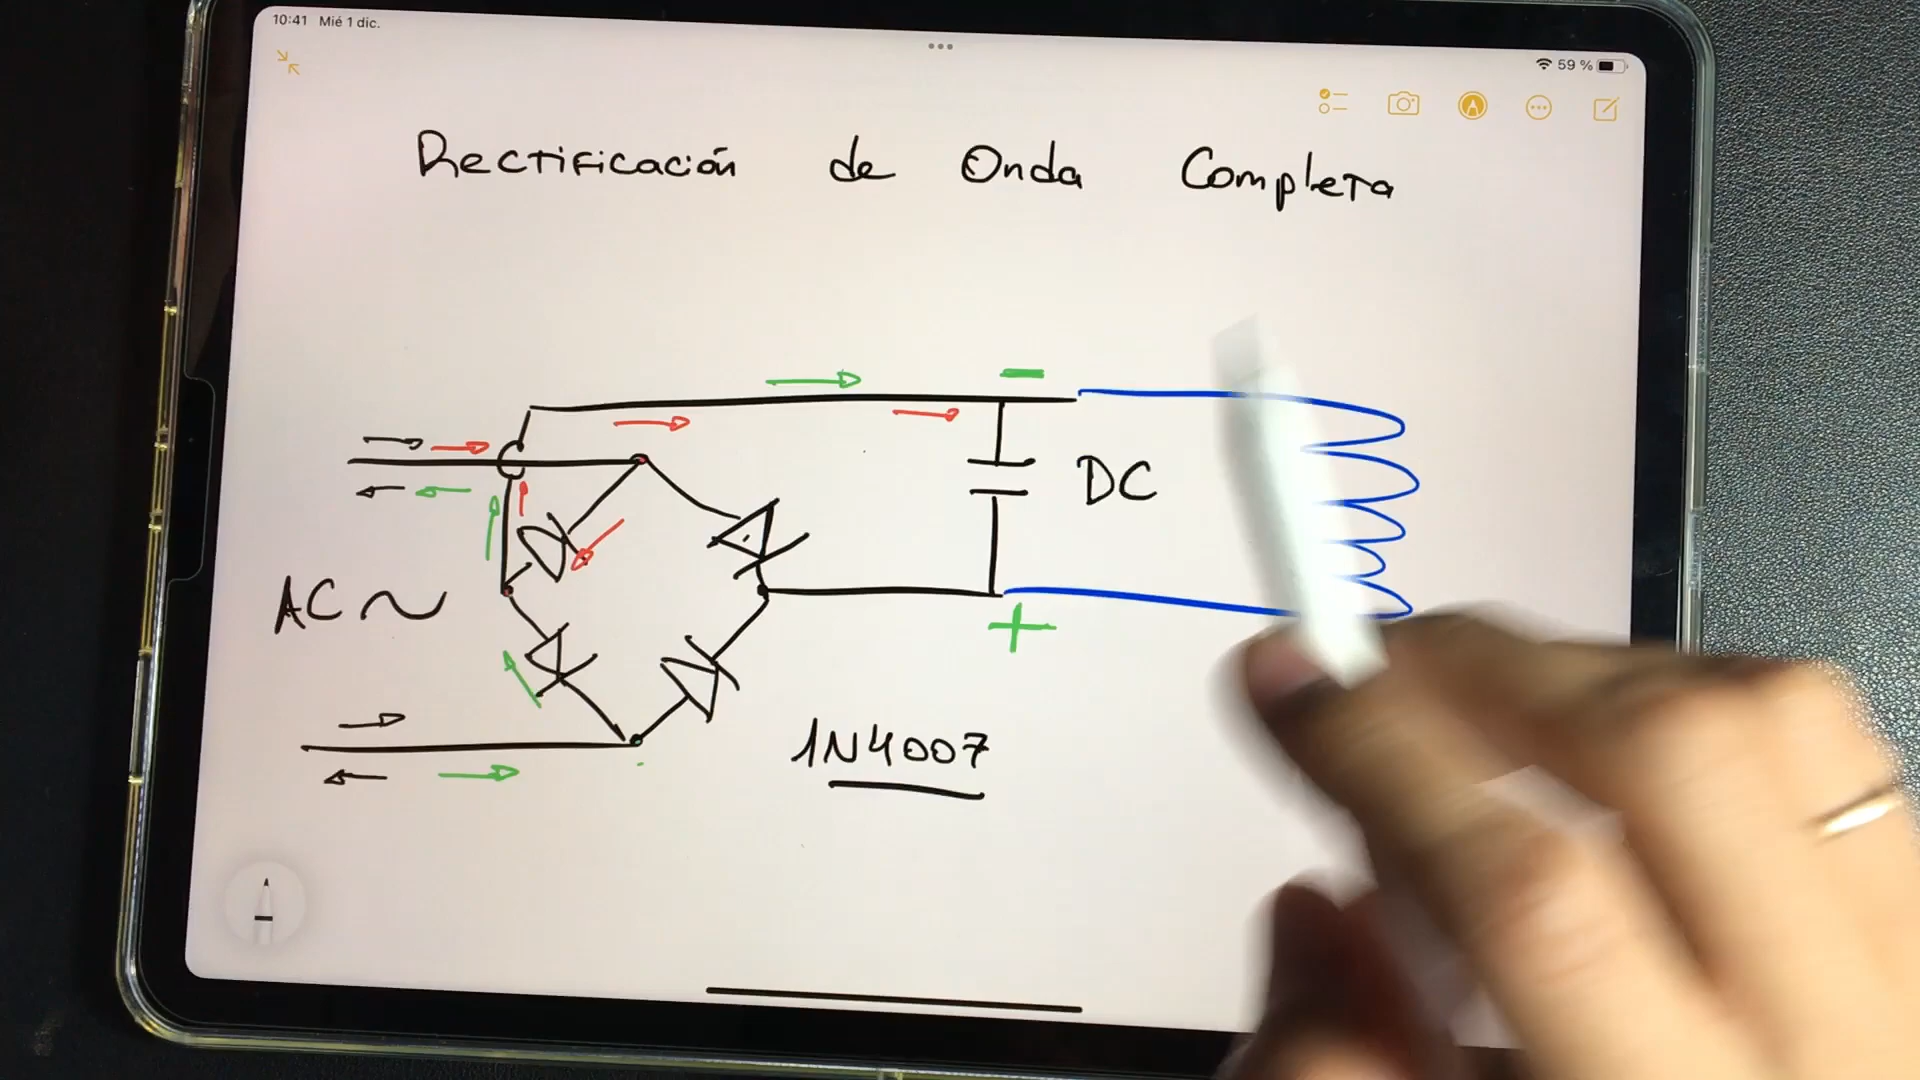 10:41 Mié 1 dic.
59 %
Rectificación de Onda Completa
DC
AC
1N4007